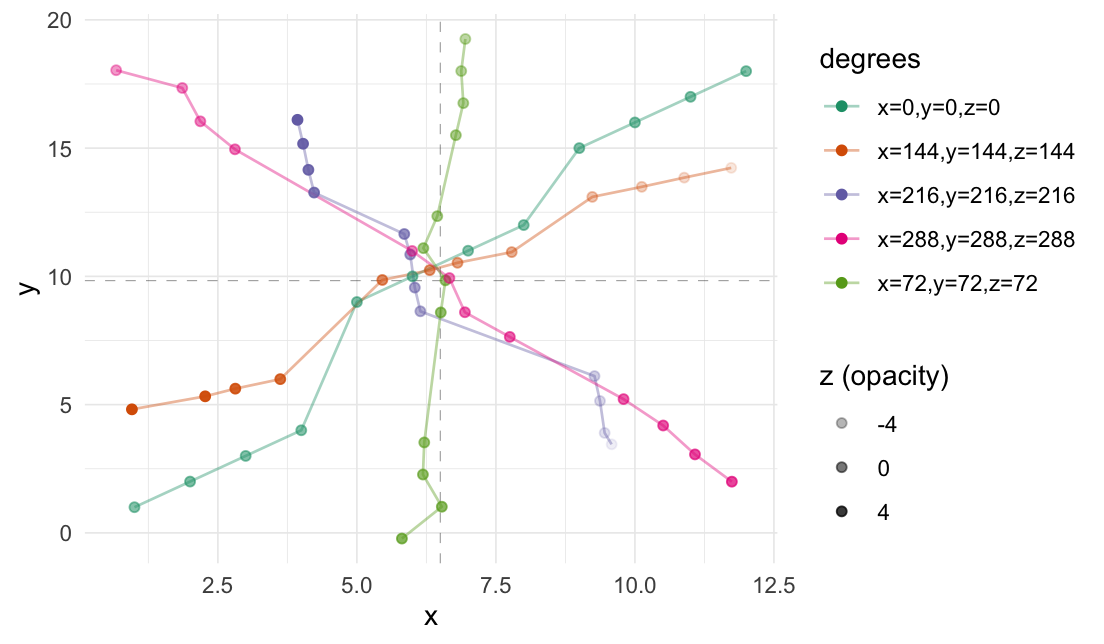 20
15
10
5
0
y
2.5
5.0
7.5
10.0
12.5
x
degrees
x=0,y=0,z=0
x=144,y=144,z=144
x=216,y=216,z=216
x=288,y=288,z=288
x=72,y=72,z=72
z (opacity)
-4
0
4